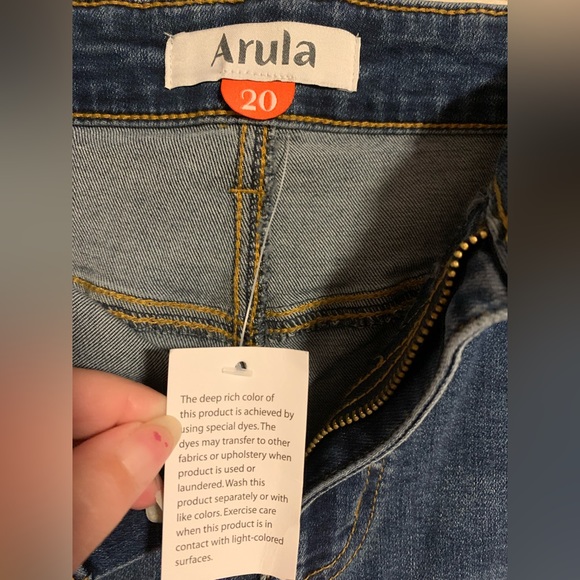 Arula
20
The deep rich color of
this product is achieved by
using special dyes. The
dyes may transfer to other
fabrics or upholstery when
product is used or
laundered. Wash this
product separately or with
like colors. Exercise care
when this product is in
contact with light-colored
surfaces.